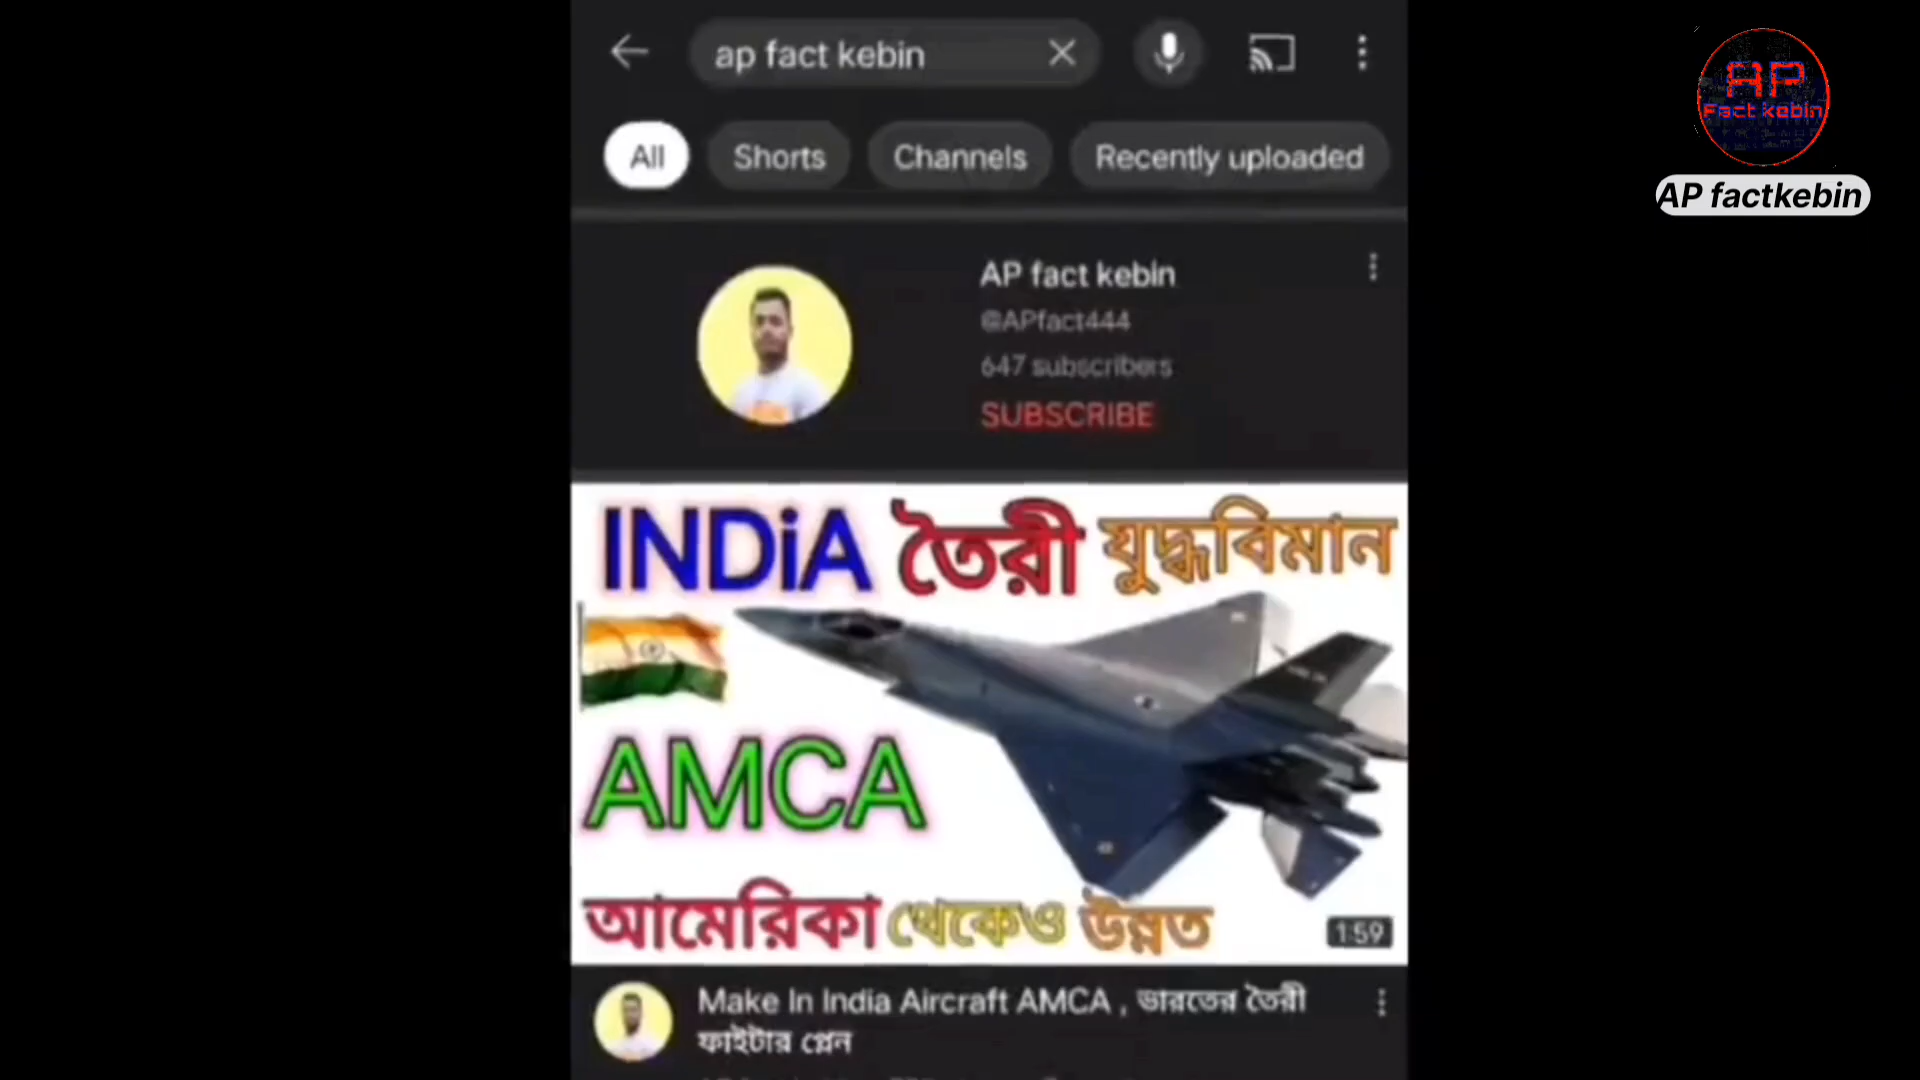 ap fact kebin
AP
Fact kebin
AP factkebin
All
Shorts
Channels
Recently uploaded
AP fact kebin
@APfact444
647 subscribers
SUBSCRIBE
INDiA তৈরী যুদ্ধবিমান
AMCA
আমেরিকা থেকেও উন্নত
1:59
Make In India Aircraft AMCA , ভারতের তৈরী
ফাইটার প্লেন